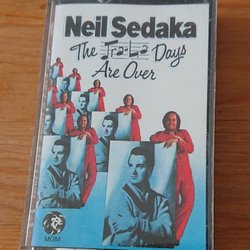 Neil Sedaka
The Tra-La Days
Are Over
MGM